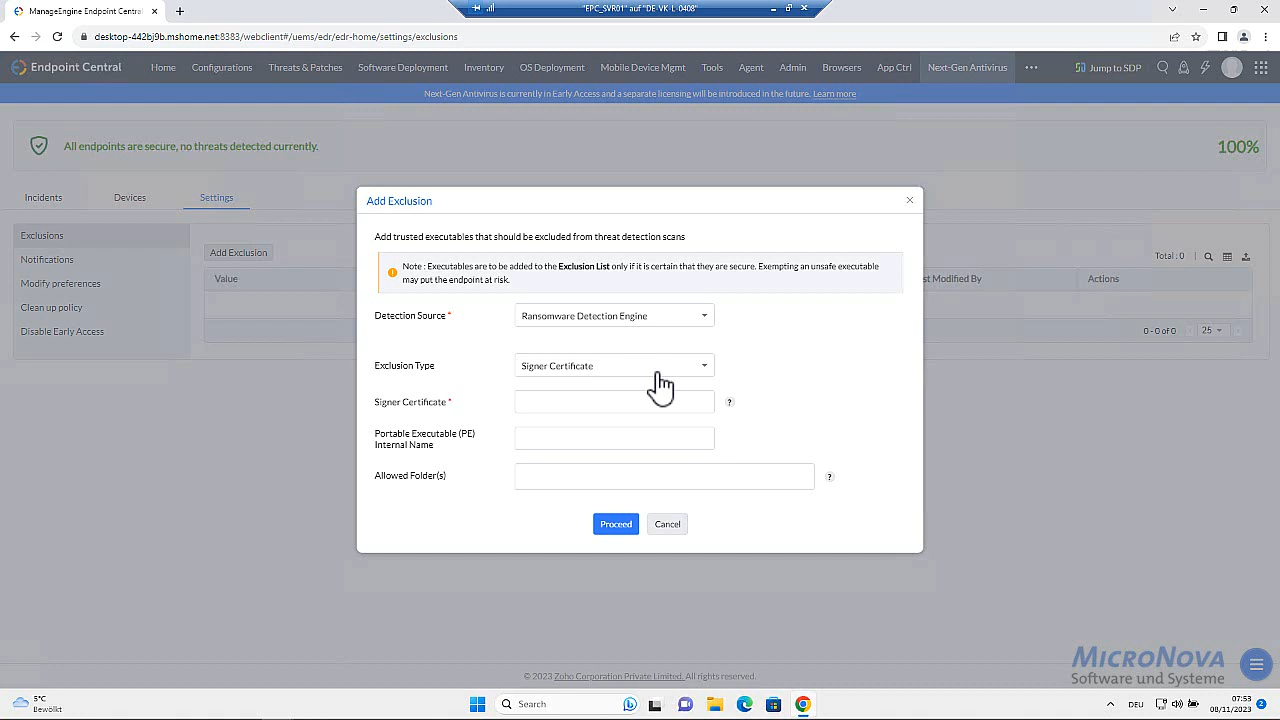 "EPC_SVR01" auf "DE-VK-L-0408"
ManageEngine Endpoint Central
desktop-442bj9b.mshome.net:8383/webclient#/uems/edr/edr-home/settings/exclusions
Endpoint Central Home Configurations Threats & Patches Software Deployment Inventory OS Deployment Mobile Device Mgmt Tools Agent Admin Browsers App Ctrl Next-Gen Antivirus Jump to SDP
Next-Gen Antivirus is currently in Early Access and a separate licensing will be introduced in the future. Learn more
All endpoints are secure, no threats detected currently. 100%
Incidents Devices Settings
Exclusions
Notifications
Modify preferences
Clean up policy
Disable Early Access
Add Exclusion
Total : 0
Value
st Modified By Actions
0 - 0 of 0 25
Add Exclusion
Add trusted executables that should be excluded from threat detection scans
Note : Executables are to be added to the Exclusion List only if it is certain that they are secure. Exempting an unsafe executable
may put the endpoint at risk.
Detection Source * Ransomware Detection Engine
Exclusion Type Signer Certificate
Signer Certificate * ?
Portable Executable (PE)
Internal Name
Allowed Folder(s) ?
Proceed Cancel
MicroNova
Software und Systeme
Zoho Corporation Private Limited. All rights reserved.
5°C
Bewölkt
Search
DEU
07:53
08/11/2023
2